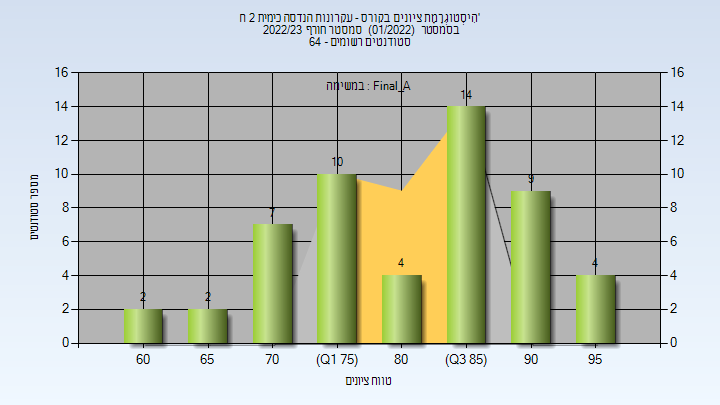 הִיסְטוֹגְרָמַת ציונים בקורס - עקרונות הנדסה כימית 2 ח'
בסמסטר (01/2022) סמסטר חורף 2022/23
סטודנטים רשומים - 64
במשימה : Final_A
מספר סטודנטים
16 16
14 14
12 12
10 10
8 8
6 6
4 4
2 2
0 0
2 2 7 10 4 14 9 4
60 65 70 (Q1 75) 80 (Q3 85) 90 95
טווח ציונים